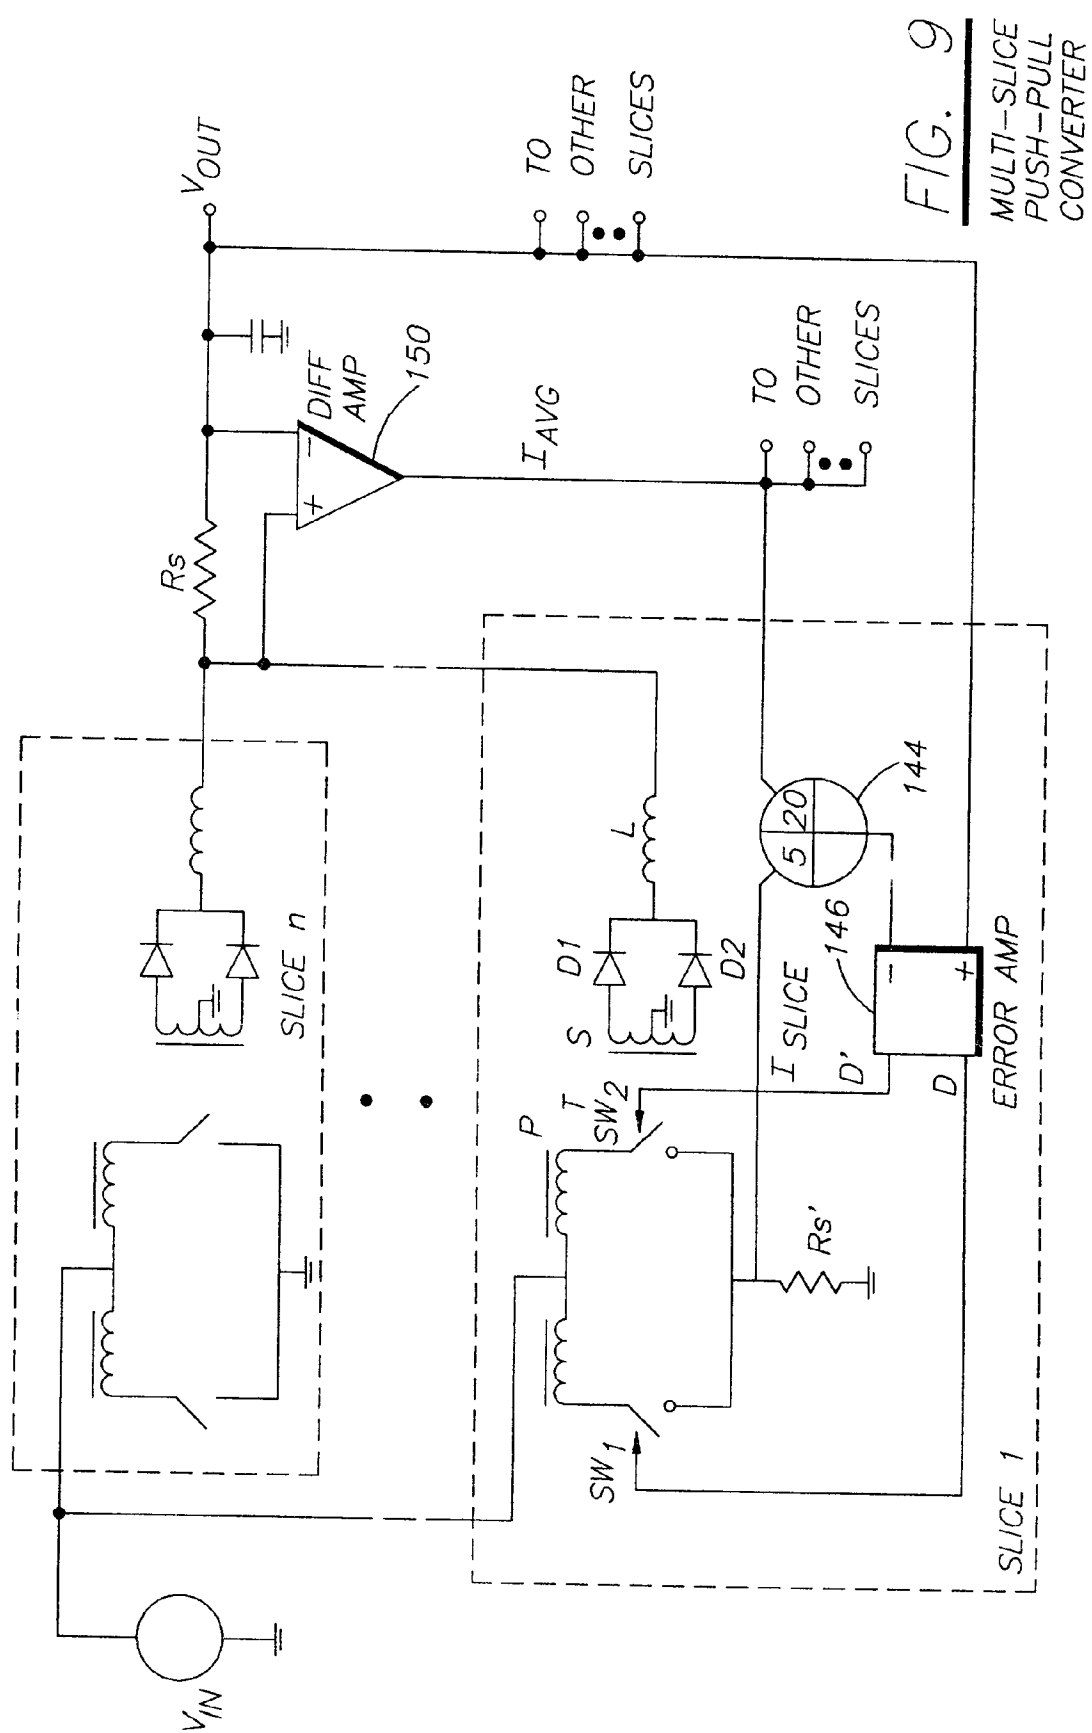 V_IN
SLICE n
Rs
V_OUT
DIFF
AMP
+
−
150
I_AVG
TO
OTHER
SLICES
TO
OTHER
SLICES
SLICE 1
SW1
SW2
T
P
S
D1
D2
L
Rs'
I SLICE
5
20
144
146
D'
D
−
+
ERROR AMP
FIG. 9
MULTI-SLICE
PUSH-PULL
CONVERTER